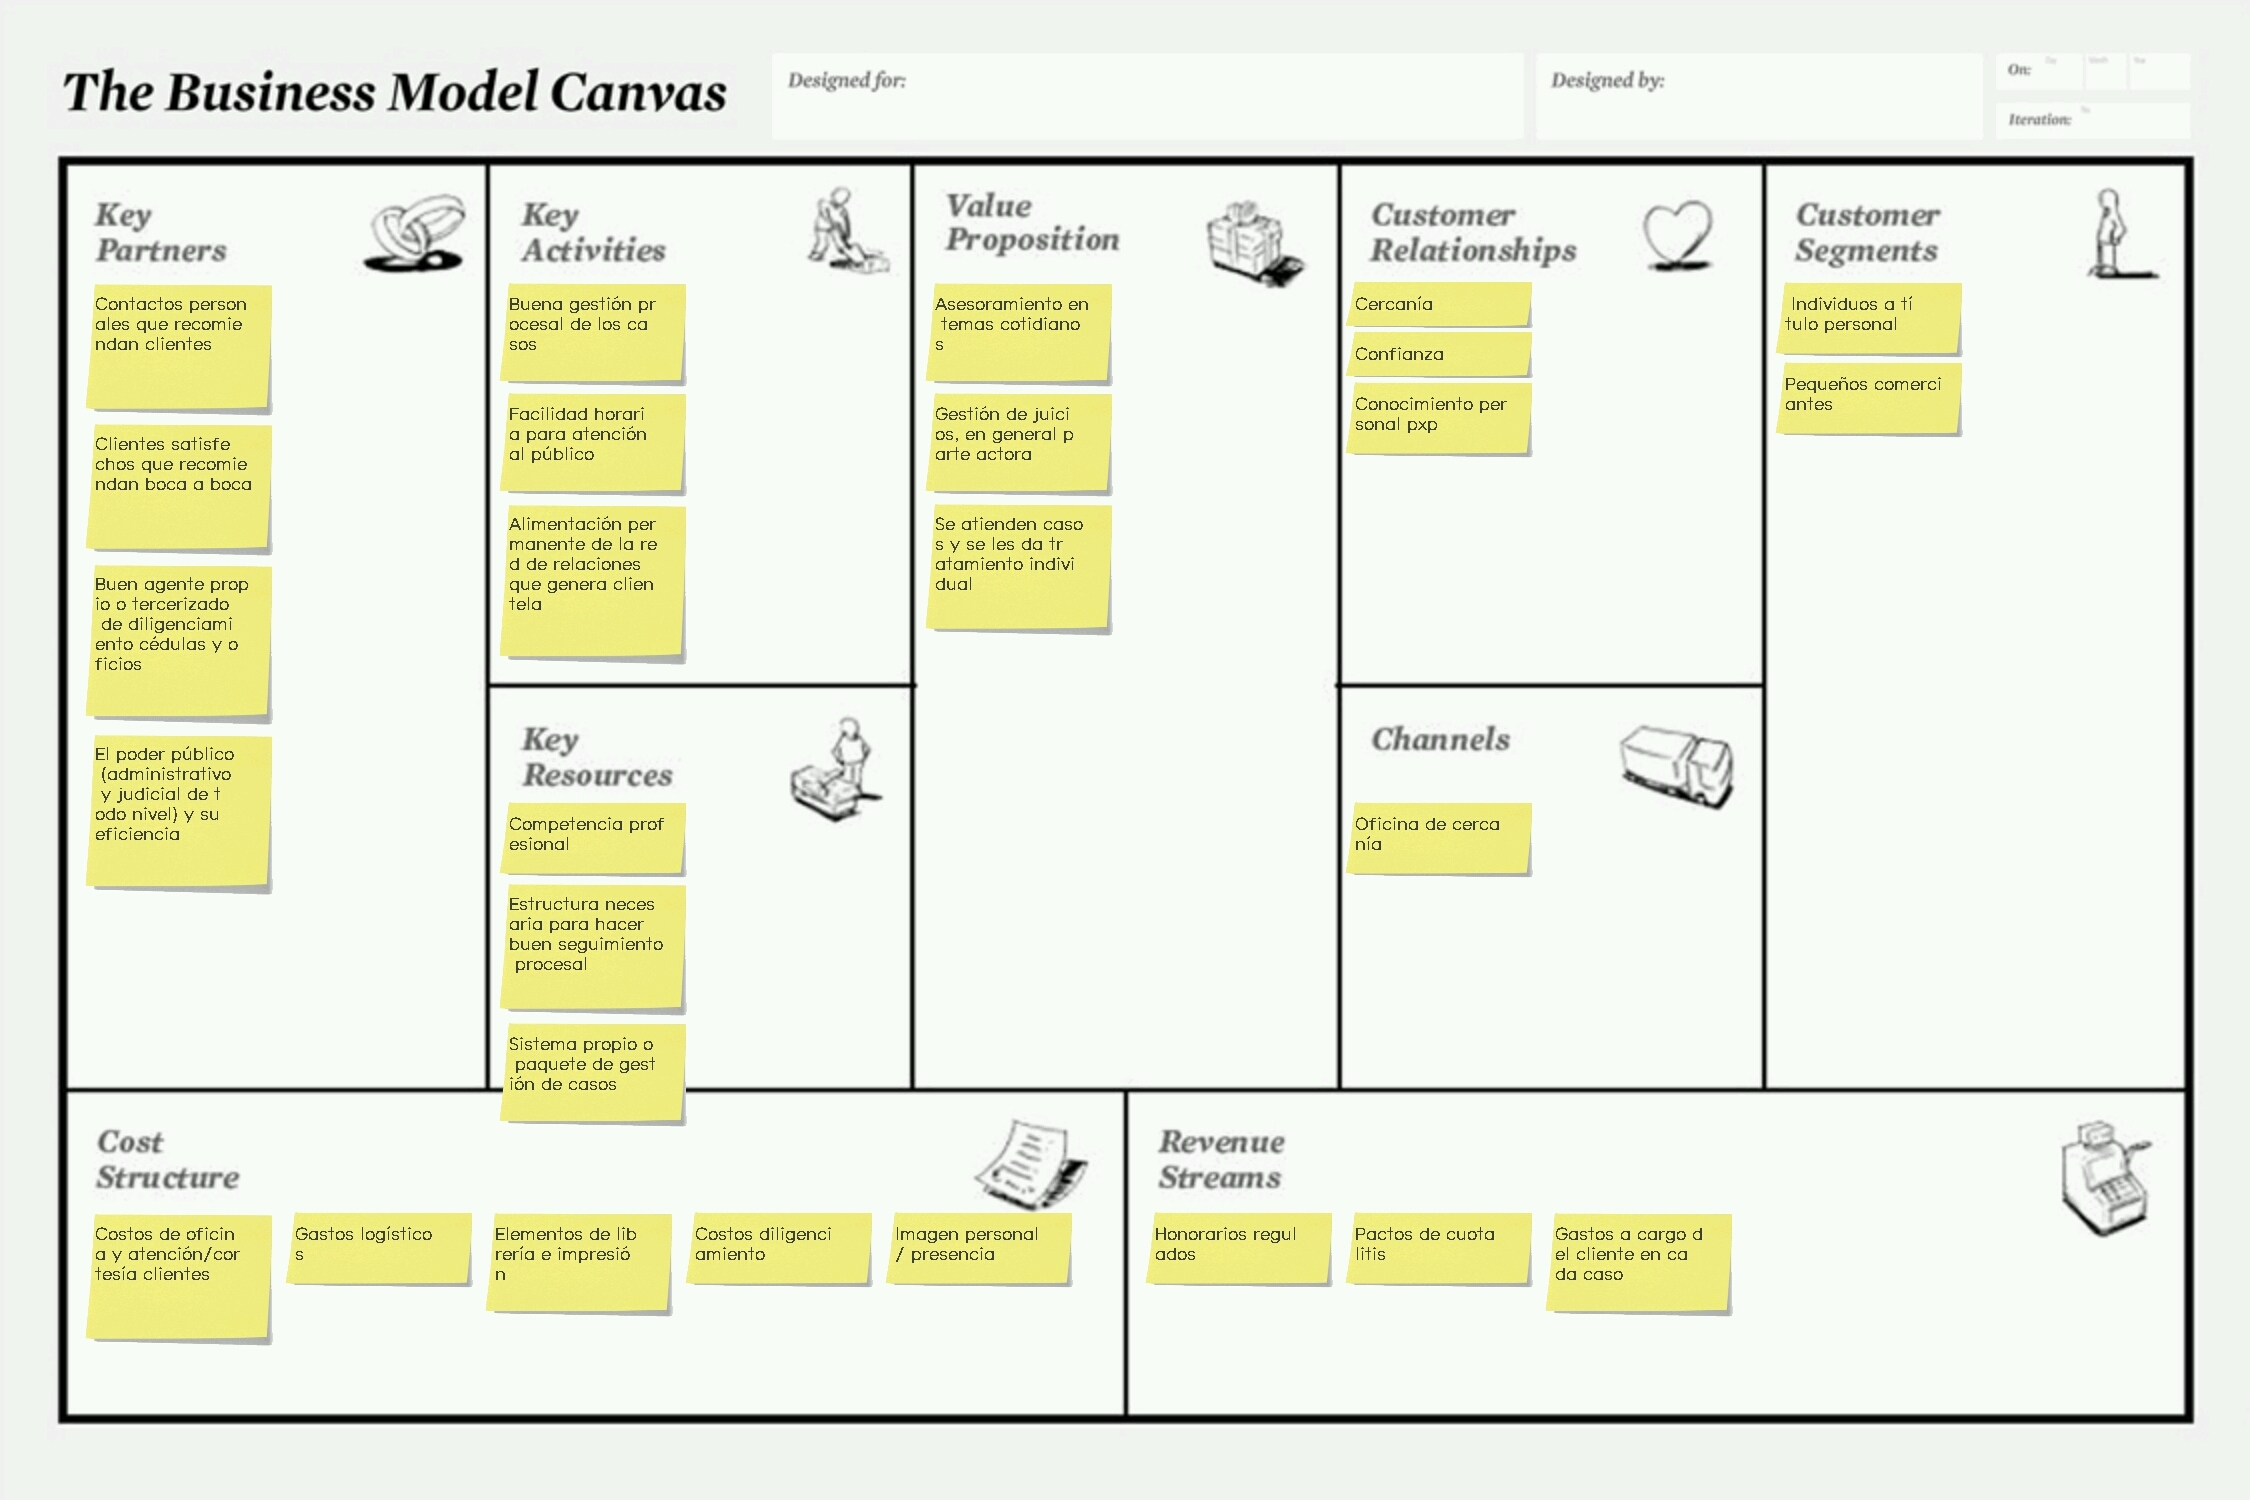 The Business Model Canvas
Designed for:
Designed by:
On:
Iteration:
Key
Partners
Contactos person
ales que recomie
ndan clientes
Clientes satisfe
chos que recomie
ndan boca a boca
Buen agente prop
io o tercerizado
de diligenciami
ento cédulas y o
ficios
El poder público
(administrativo
y judicial de t
odo nivel) y su
eficiencia
Key
Activities
Buena gestión pr
ocesal de los ca
sos
Facilidad horari
a para atención
al público
Alimentación per
manente de la re
d de relaciones
que genera clien
tela
Key
Resources
Competencia prof
esional
Estructura neces
aria para hacer
buen seguimiento
procesal
Sistema propio o
paquete de gest
ión de casos
Value
Proposition
Asesoramiento en
temas cotidiano
s
Gestión de juici
os, en general p
arte actora
Se atienden caso
s y se les da tr
atamiento indivi
dual
Customer
Relationships
Cercanía
Confianza
Conocimiento per
sonal pxp
Channels
Oficina de cerca
nía
Customer
Segments
Individuos a tí
tulo personal
Pequeños comerci
antes
Cost
Structure
Costos de oficin
a y atención/cor
tesía clientes
Gastos logístico
s
Elementos de lib
rería e impresió
n
Costos diligenci
amiento
Imagen personal
/ presencia
Revenue
Streams
Honorarios regul
ados
Pactos de cuota
litis
Gastos a cargo d
el cliente en ca
da caso